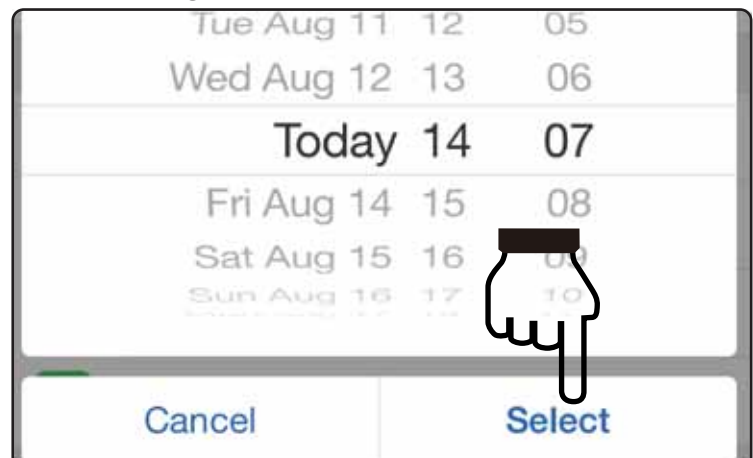 Tue Aug 11 12 05
Wed Aug 12 13 06
Today 14 07
Fri Aug 14 15 08
Sat Aug 15 16 09
Sun Aug 16 17 10
Cancel Select